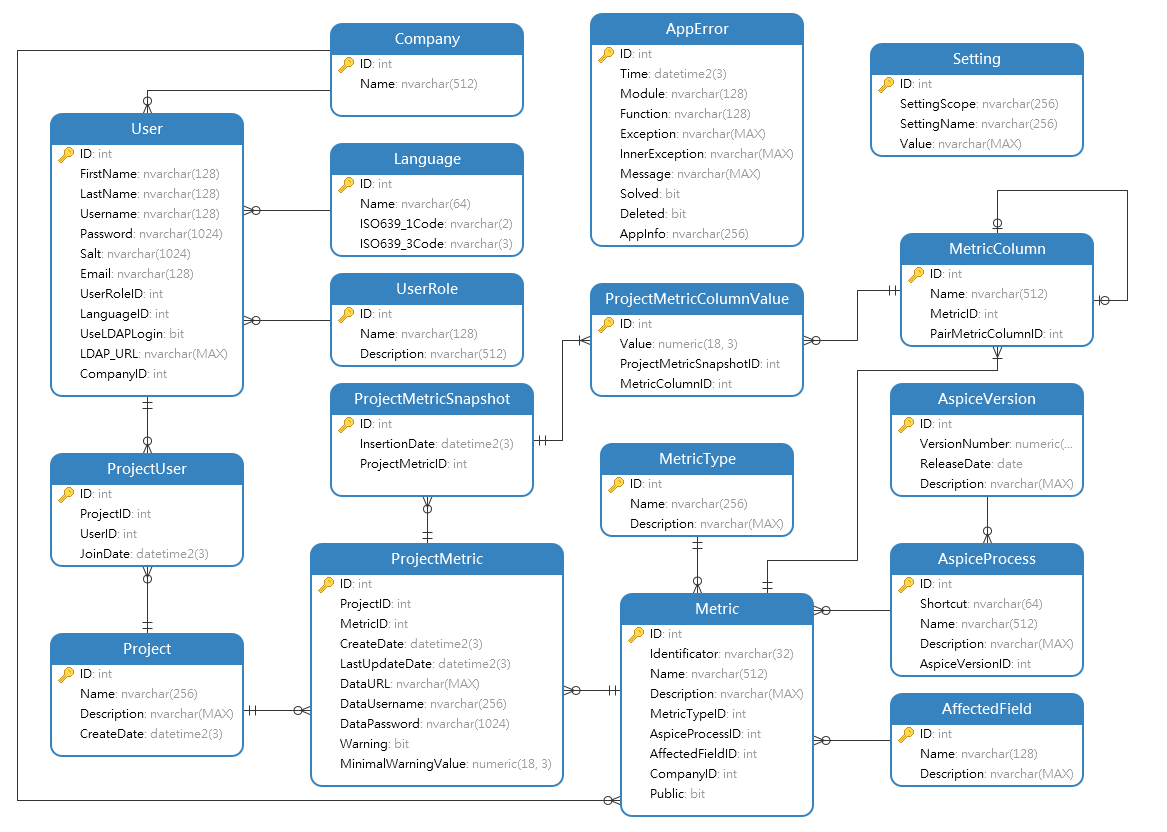 Company
ID: int
Name: nvarchar(512)
AppError
ID: int
Time: datetime2(3)
Module: nvarchar(128)
Function: nvarchar(128)
Exception: nvarchar(MAX)
InnerException: nvarchar(MAX)
Message: nvarchar(MAX)
Solved: bit
Deleted: bit
AppInfo: nvarchar(256)
Setting
ID: int
SettingScope: nvarchar(256)
SettingName: nvarchar(256)
Value: nvarchar(MAX)
User
ID: int
FirstName: nvarchar(128)
LastName: nvarchar(128)
Username: nvarchar(128)
Password: nvarchar(1024)
Salt: nvarchar(1024)
Email: nvarchar(128)
UserRoleID: int
LanguageID: int
UseLDAPLogin: bit
LDAP_URL: nvarchar(MAX)
CompanyID: int
Language
ID: int
Name: nvarchar(64)
ISO639_1Code: nvarchar(2)
ISO639_3Code: nvarchar(3)
UserRole
ID: int
Name: nvarchar(128)
Description: nvarchar(512)
ProjectMetricColumnValue
ID: int
Value: numeric(18, 3)
ProjectMetricSnapshotID: int
MetricColumnID: int
MetricColumn
ID: int
Name: nvarchar(512)
MetricID: int
PairMetricColumnID: int
ProjectMetricSnapshot
ID: int
InsertionDate: datetime2(3)
ProjectMetricID: int
AspiceVersion
ID: int
VersionNumber: numeric(...
ReleaseDate: date
Description: nvarchar(MAX)
ProjectUser
ID: int
ProjectID: int
UserID: int
JoinDate: datetime2(3)
MetricType
ID: int
Name: nvarchar(256)
Description: nvarchar(MAX)
ProjectMetric
ID: int
ProjectID: int
MetricID: int
CreateDate: datetime2(3)
LastUpdateDate: datetime2(3)
DataURL: nvarchar(MAX)
DataUsername: nvarchar(256)
DataPassword: nvarchar(1024)
Warning: bit
MinimalWarningValue: numeric(18, 3)
AspiceProcess
ID: int
Shortcut: nvarchar(64)
Name: nvarchar(512)
Description: nvarchar(MAX)
AspiceVersionID: int
Project
ID: int
Name: nvarchar(256)
Description: nvarchar(MAX)
CreateDate: datetime2(3)
Metric
ID: int
Identificator: nvarchar(32)
Name: nvarchar(512)
Description: nvarchar(MAX)
MetricTypeID: int
AspiceProcessID: int
AffectedFieldID: int
CompanyID: int
Public: bit
AffectedField
ID: int
Name: nvarchar(128)
Description: nvarchar(MAX)